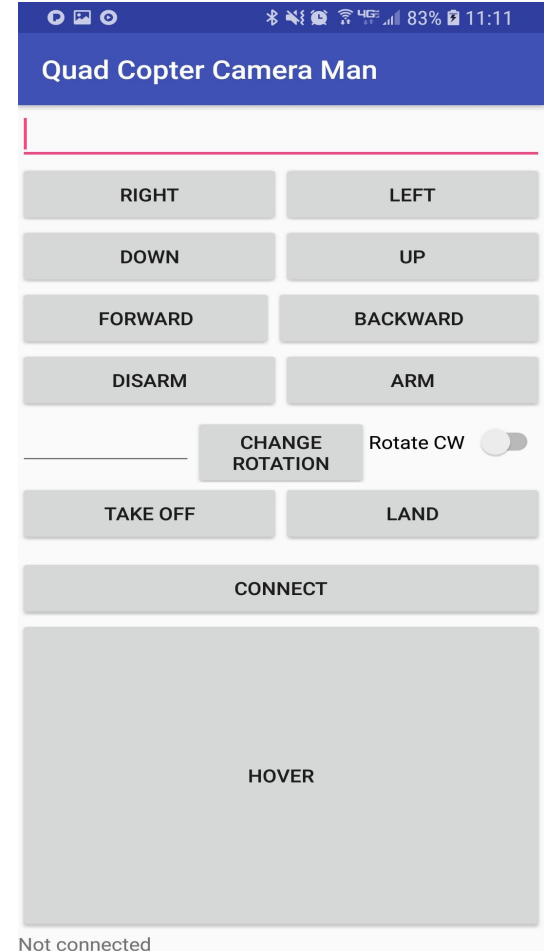 4G 83% 11:11
Quad Copter Camera Man
RIGHT LEFT
DOWN UP
FORWARD BACKWARD
DISARM ARM
CHANGE
ROTATION
Rotate CW
TAKE OFF LAND
CONNECT
HOVER
Not connected